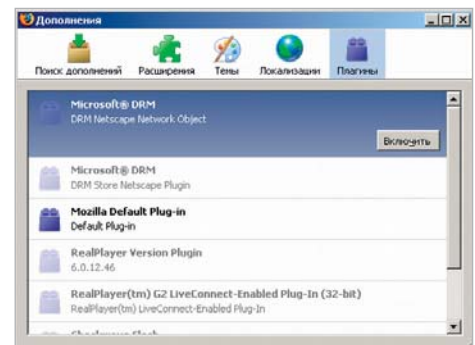 Дополнения
Поиск дополнений Расширения Темы Локализации Плагины
Microsoft® DRM
DRM Netscape Network Object
Включить
Microsoft® DRM
DRM Store Netscape Plugin
Mozilla Default Plug-in
Default Plug-in
RealPlayer Version Plugin
6.0.12.46
RealPlayer(tm) G2 LiveConnect-Enabled Plug-In (32-bit)
RealPlayer(tm) LiveConnect-Enabled Plug-In